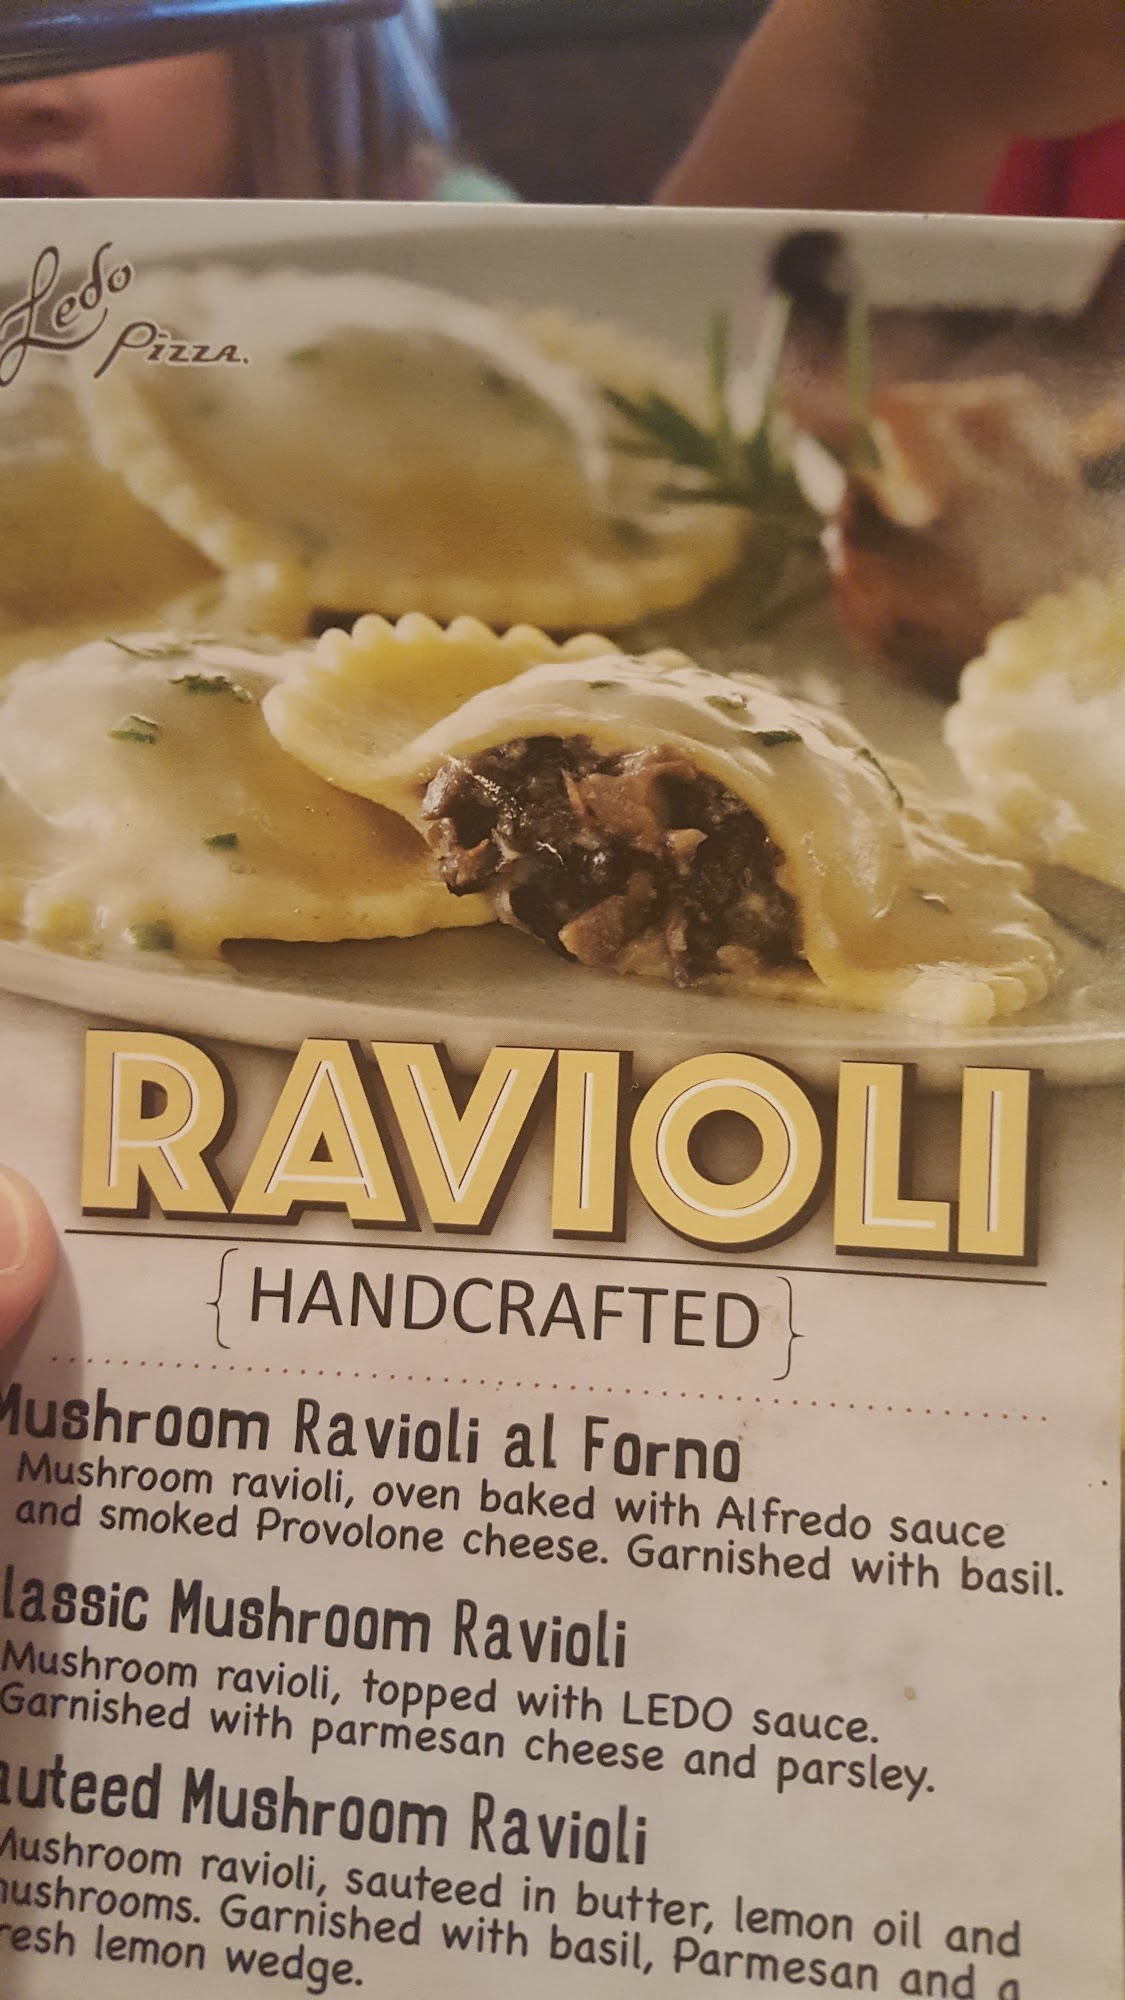 Ledo
Pizza.
RAVIOLI
{HANDCRAFTED}
Mushroom Ravioli al Forno
Mushroom ravioli, oven baked with Alfredo sauce
and smoked Provolone cheese. Garnished with basil.
lassic Mushroom Ravioli
Mushroom ravioli, topped with LEDO sauce.
Garnished with parmesan cheese and parsley.
auteed Mushroom Ravioli
Mushroom ravioli, sauteed in butter, lemon oil and
mushrooms. Garnished with basil, Parmesan and a
resh lemon wedge.